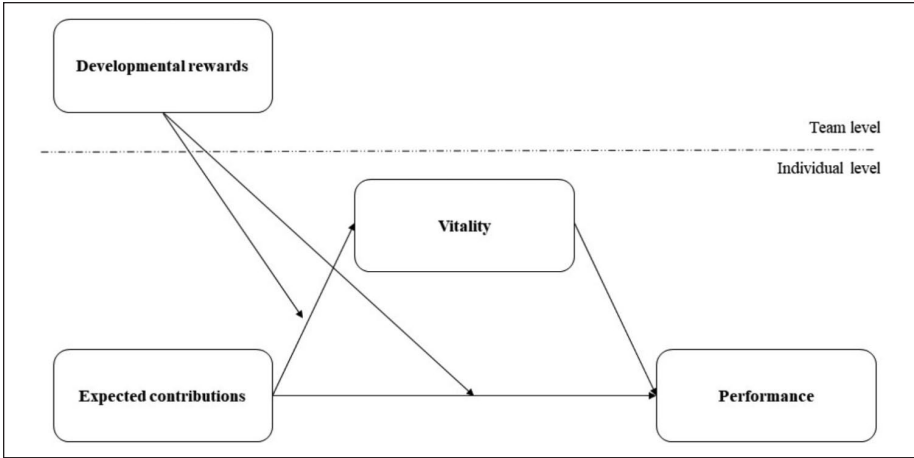 Developmental rewards
Team level
Individual level
Vitality
Expected contributions
Performance